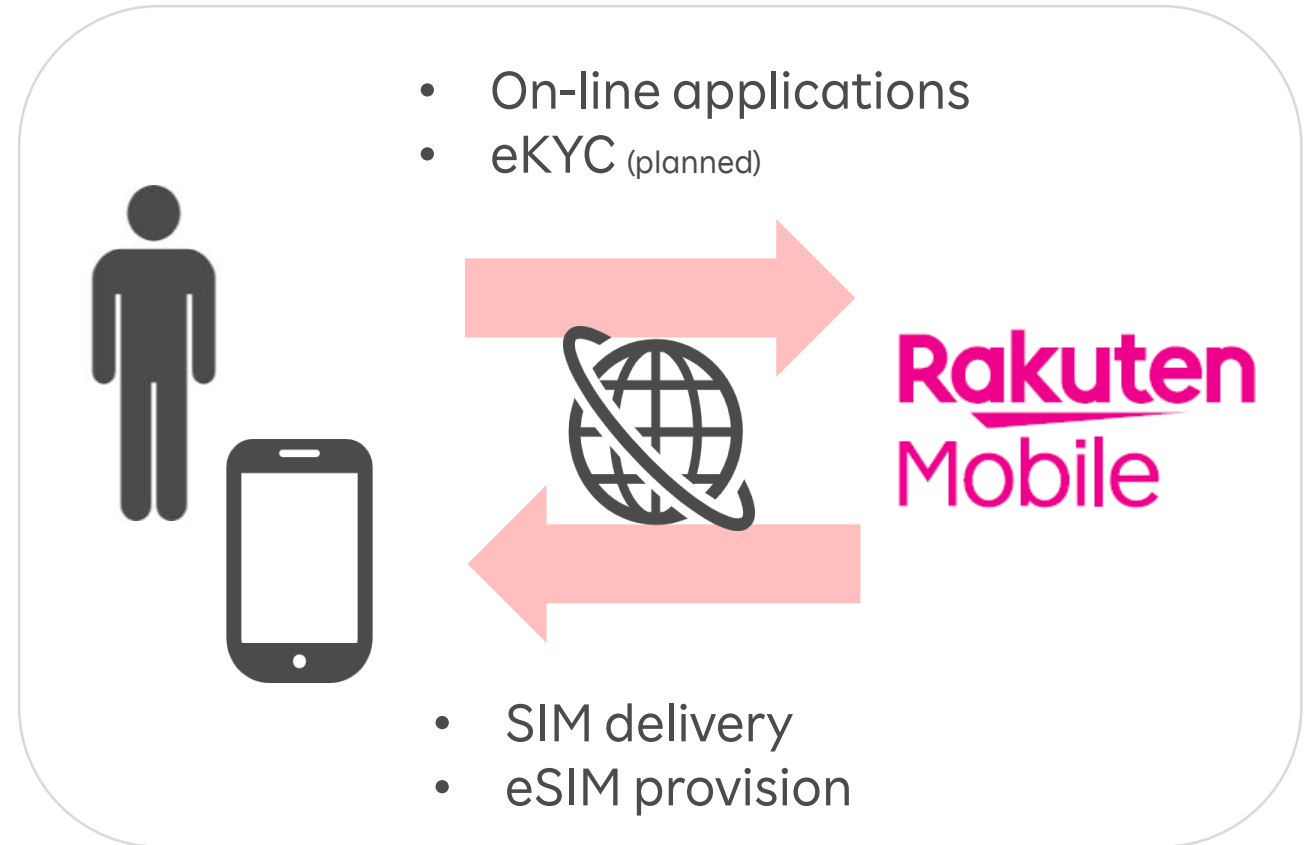 • On-line applications
• eKYC (planned)
Rakuten
Mobile
• SIM delivery
• eSIM provision